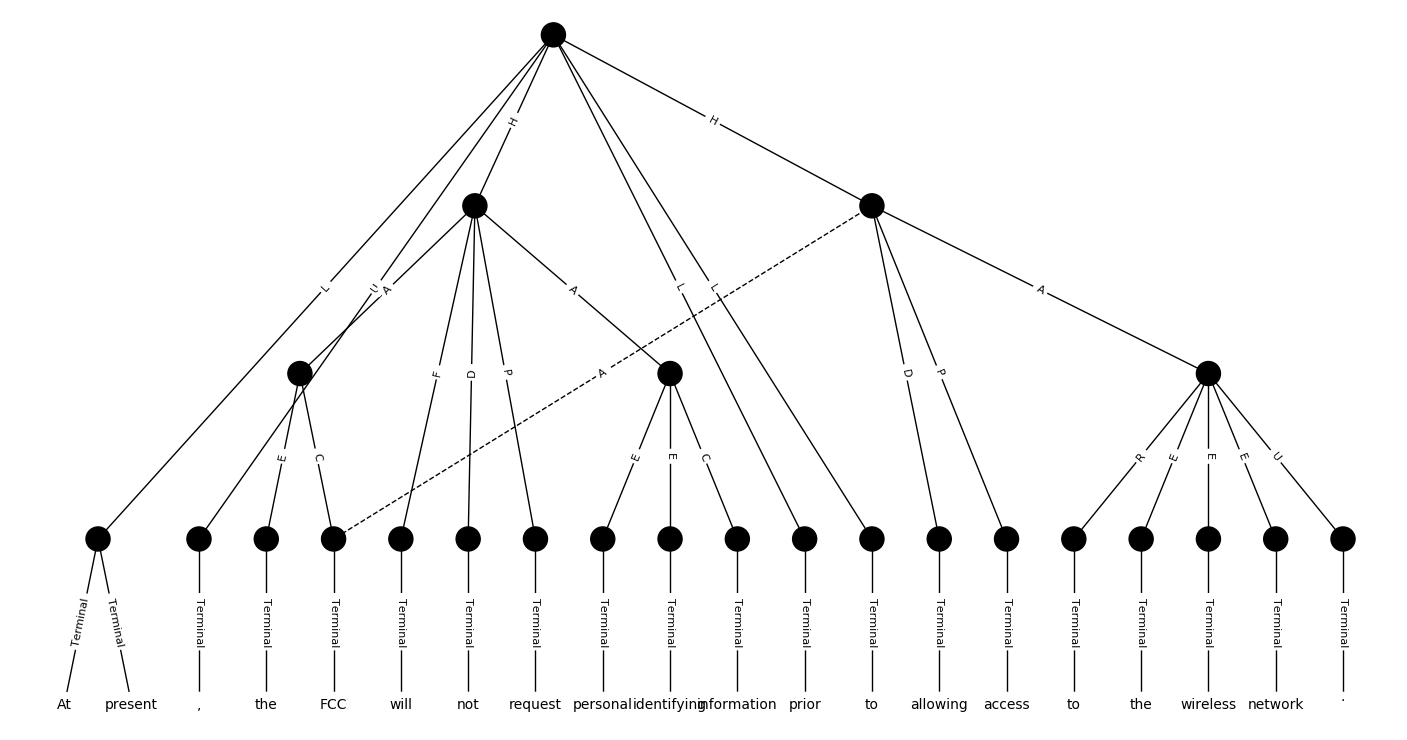 H H
L U A A L L A
F D P A D P
E C E E C R E E E U
Terminal Terminal Terminal Terminal Terminal Terminal Terminal Terminal Terminal Terminal Terminal Terminal Terminal Terminal Terminal Terminal Terminal Terminal Terminal Terminal
At present , the FCC will not request personal identifying information prior to allowing access to the wireless network .